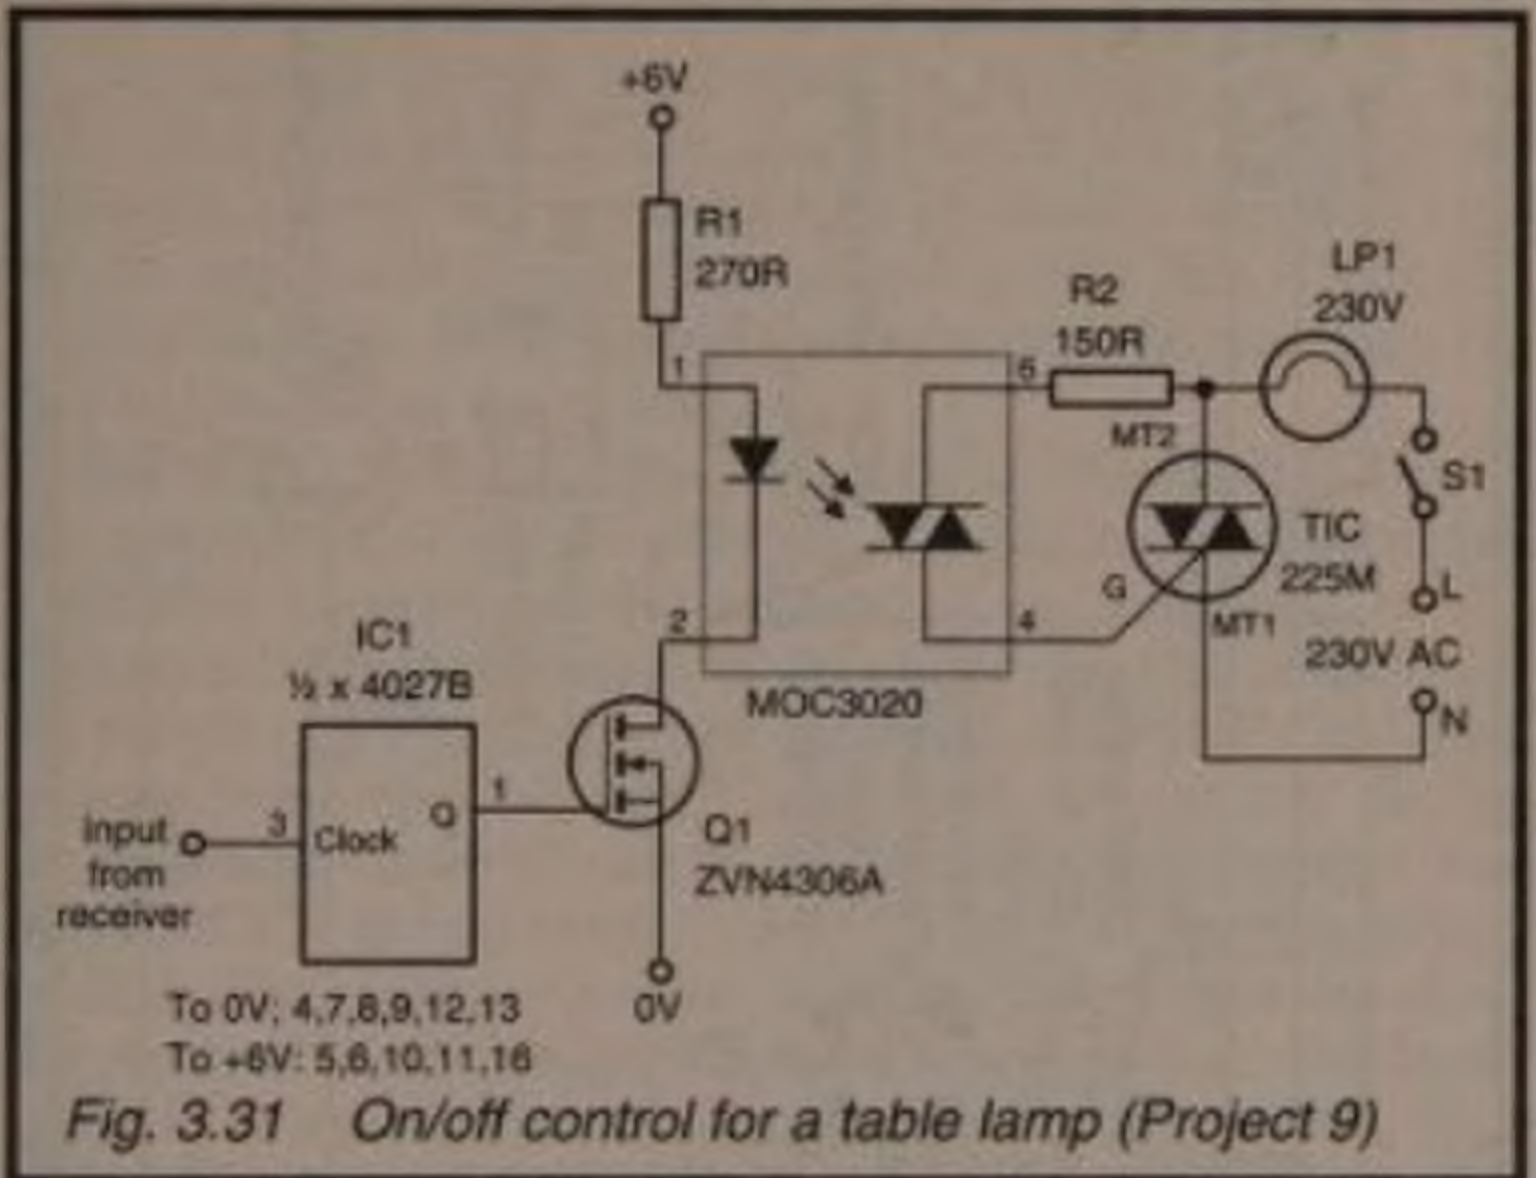 +6V
R1
270R
LP1
230V
R2
150R
1
6
MT2
S1
TIC
225M
G
L
2
4
MT1
230V AC
IC1
½ x 4027B
MOC3020
N
1
Q
3
Clock
input
from
receiver
Q1
ZVN4306A
0V
To 0V; 4,7,8,9,12,13
To +6V: 5,6,10,11,16
Fig. 3.31 On/off control for a table lamp (Project 9)